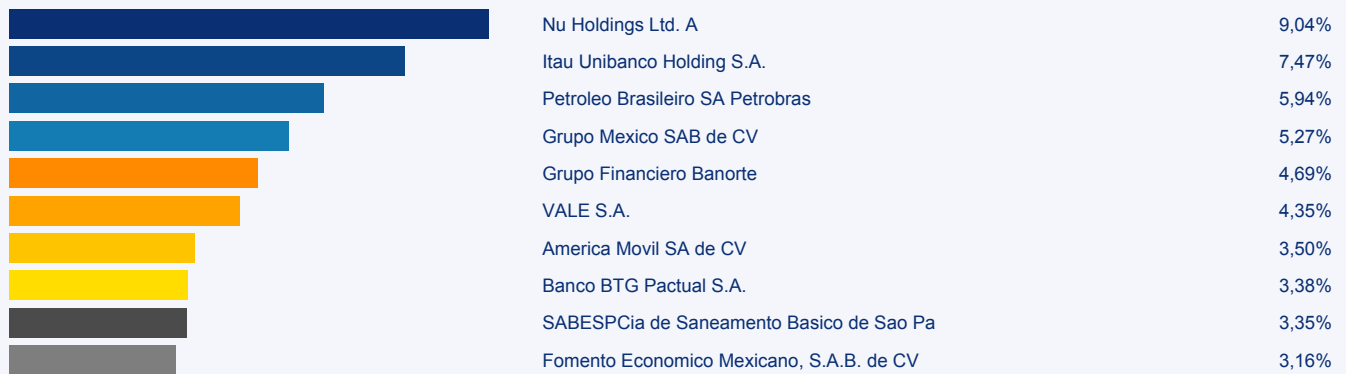 Nu Holdings Ltd. A 9,04%
Itau Unibanco Holding S.A. 7,47%
Petroleo Brasileiro SA Petrobras 5,94%
Grupo Mexico SAB de CV 5,27%
Grupo Financiero Banorte 4,69%
VALE S.A. 4,35%
America Movil SA de CV 3,50%
Banco BTG Pactual S.A. 3,38%
SABESPCia de Saneamento Basico de Sao Pa 3,35%
Fomento Economico Mexicano, S.A.B. de CV 3,16%